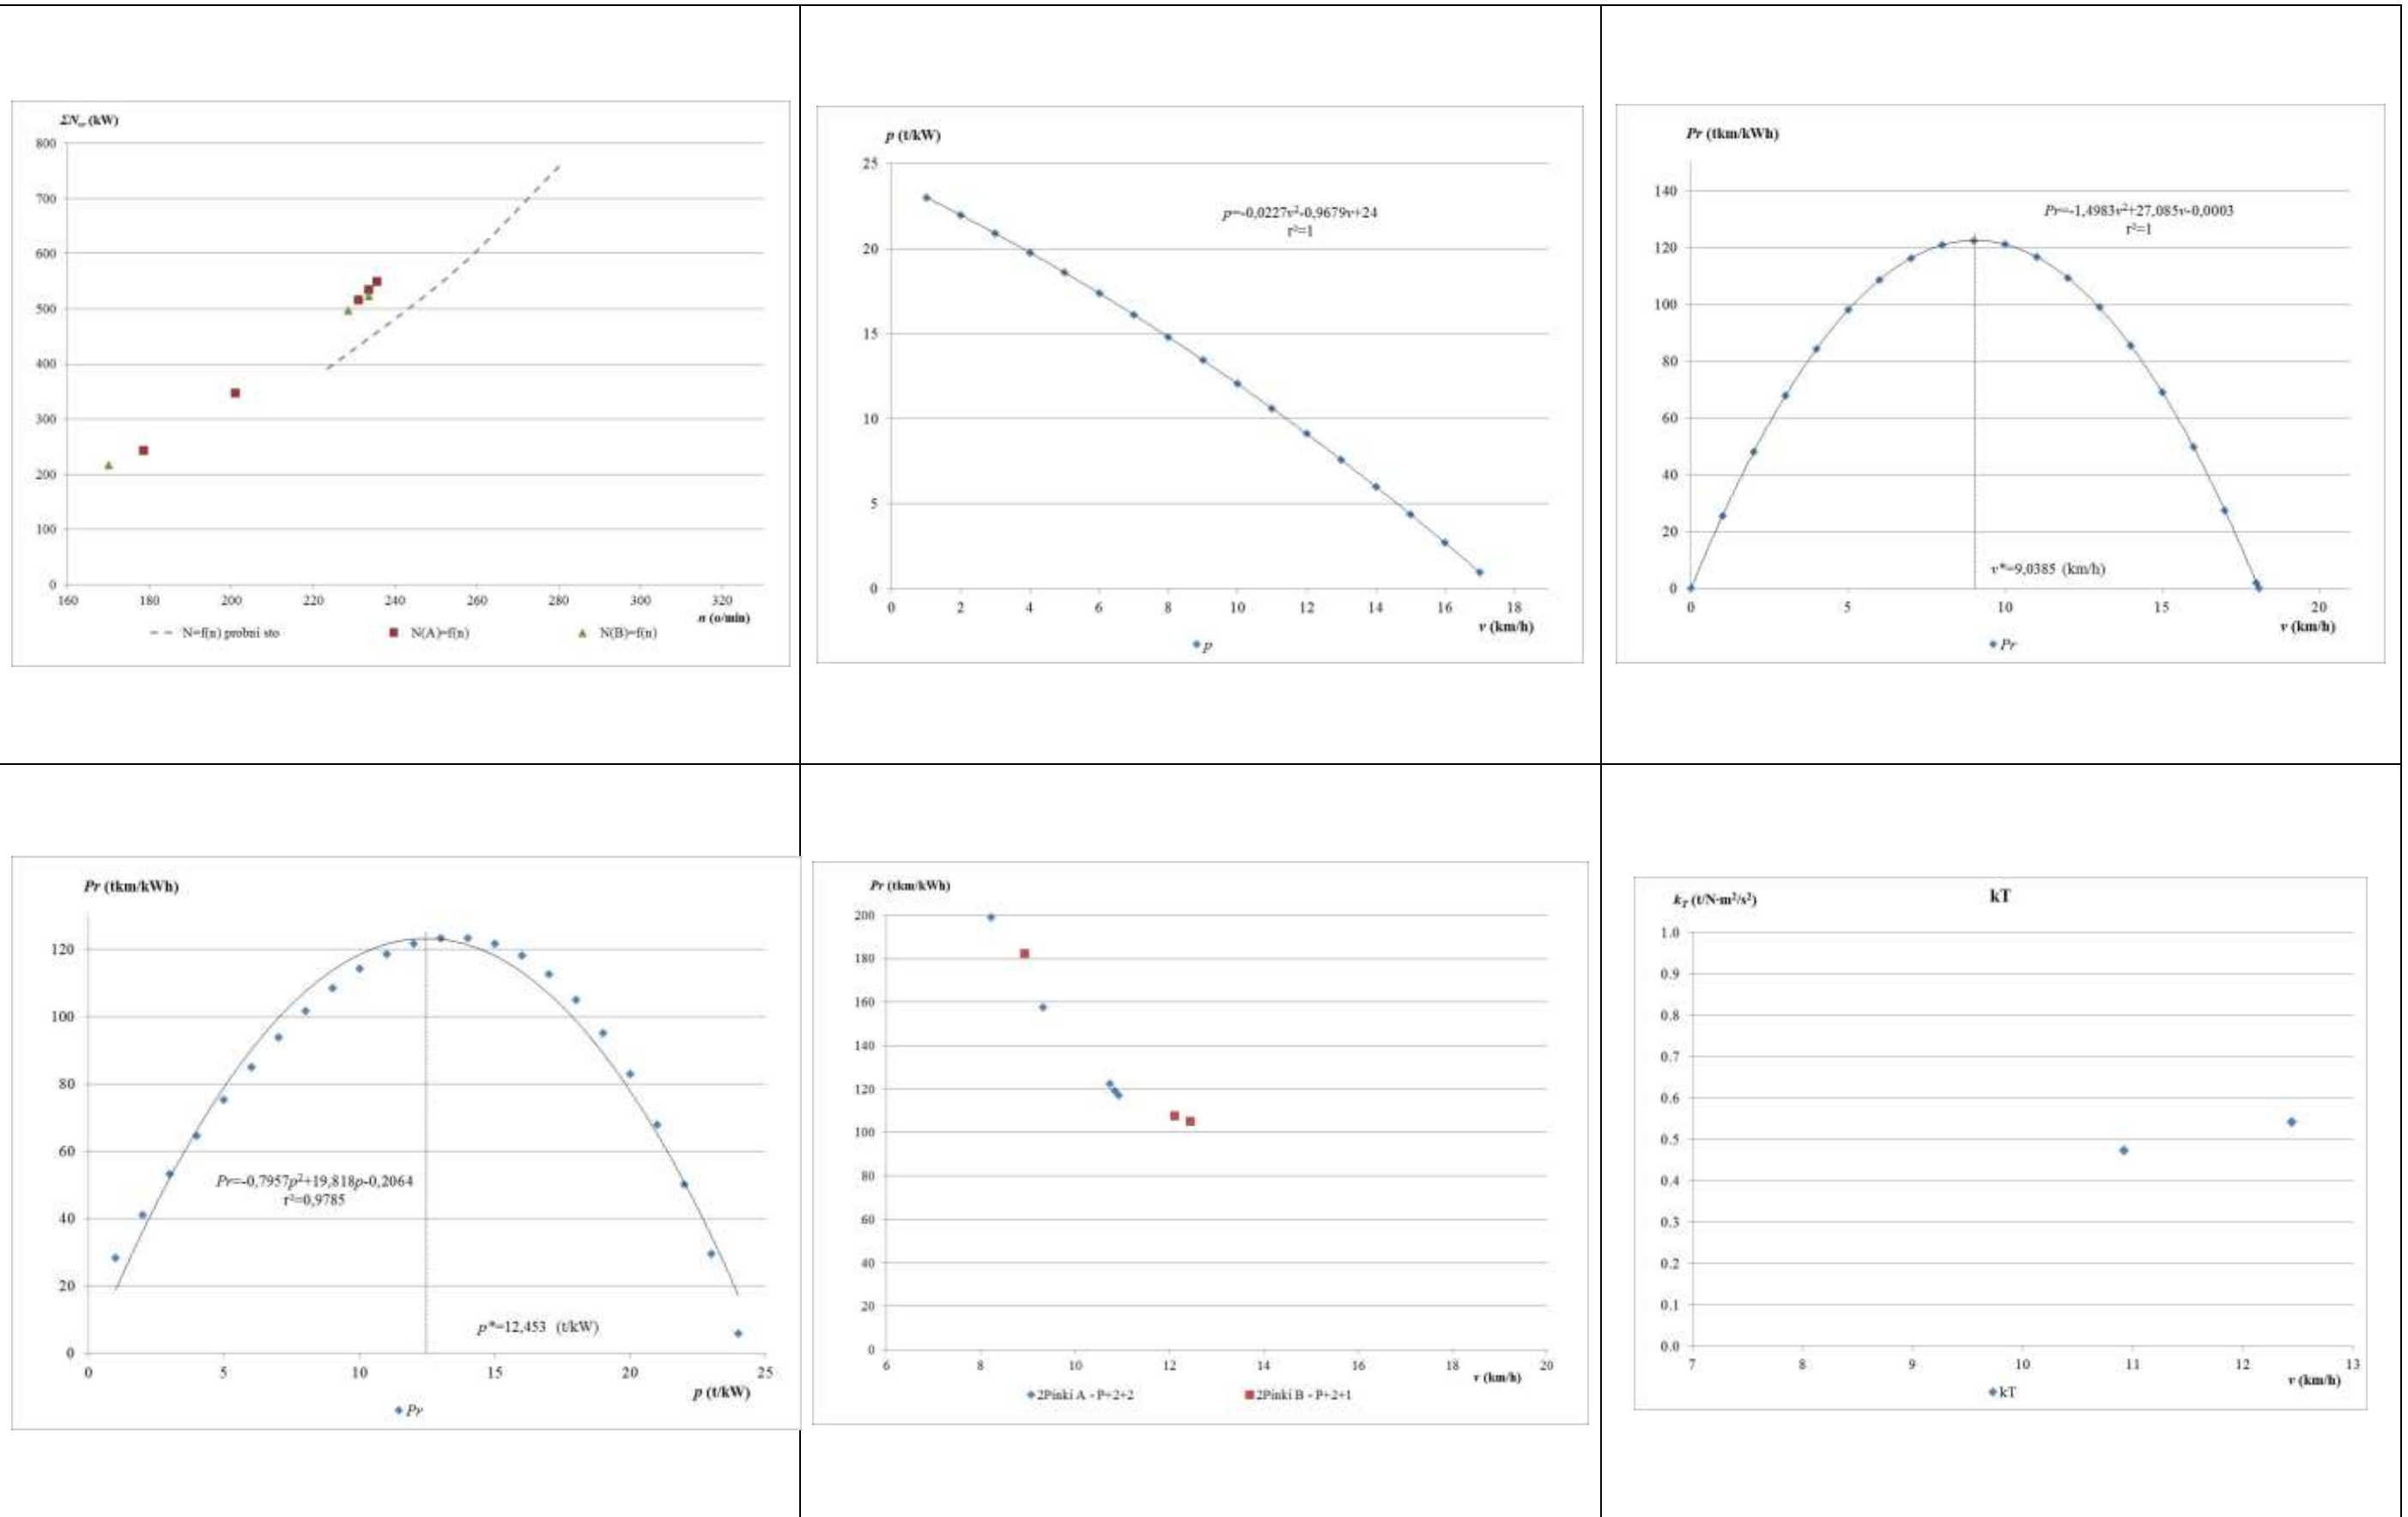 ΣNₑᵣ (kW)
800
700
600
500
400
300
200
100
0
160 180 200 220 240 260 280 300 320
n (o/min)
N=f(n) probni sto N(A)=f(n) N(B)=f(n)
p (t/kW)
25
p=-0,0227v²-0,9679v+24
r²=1
20
15
10
5
0
0 2 4 6 8 10 12 14 16 18
v (km/h)
p
Pr (tkm/kWh)
140
Pr=-1,4983v²+27,085v-0,0003
r²=1
120
100
80
60
40
20
v*=9,0385 (km/h)
0
0 5 10 15 20
v (km/h)
Pr
Pr (tkm/kWh)
120
100
80
60
Pr=-0,7957p²+19,818p-0,2064
r²=0,9785
40
20
p*=12,453 (t/kW)
0
0 5 10 15 20 25
p (t/kW)
Pr
Pr (tkm/kWh)
200
180
160
140
120
100
80
60
40
20
0
6 8 10 12 14 16 18 20
v (km/h)
2Pinki A - P+2+2 2Pinki B - P+2+1
kT
k_T (t/N·m²/s²)
1.0
0.9
0.8
0.7
0.6
0.5
0.4
0.3
0.2
0.1
0.0
7 8 9 10 11 12 13
v (km/h)
kT